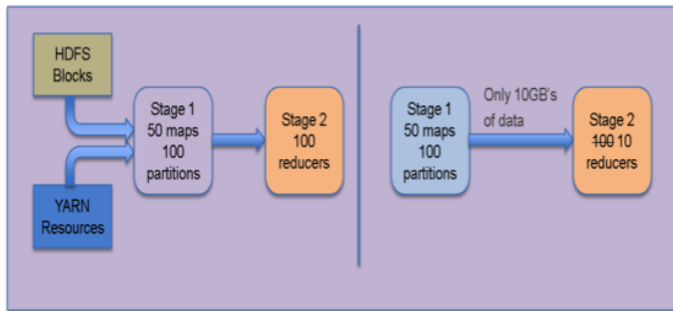 HDFS
Blocks
YARN
Resources
Stage 1
50 maps
100
partitions
Stage 2
100
reducers
Stage 1
50 maps
100
partitions
Only 10GB's
of data
Stage 2
100 10
reducers